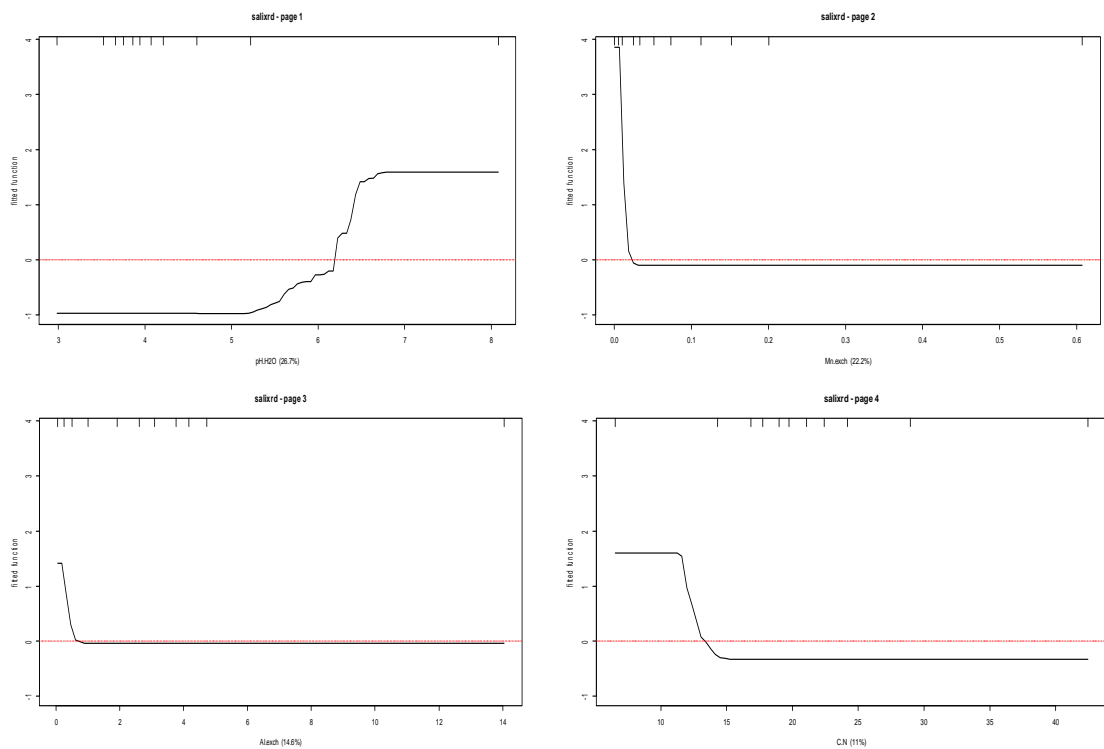 salixrd - page 1
4
3
2
1
0
-1
fitted function
3 4 5 6 7 8
pH.H2O (26.7%)
salixrd - page 2
4
3
2
1
0
-1
fitted function
0.0 0.1 0.2 0.3 0.4 0.5 0.6
Mn.exch (22.2%)
salixrd - page 3
4
3
2
1
0
-1
fitted function
0 2 4 6 8 10 12 14
Al.exch (14.6%)
salixrd - page 4
4
3
2
1
0
-1
fitted function
10 15 20 25 30 35 40
C.N (11%)